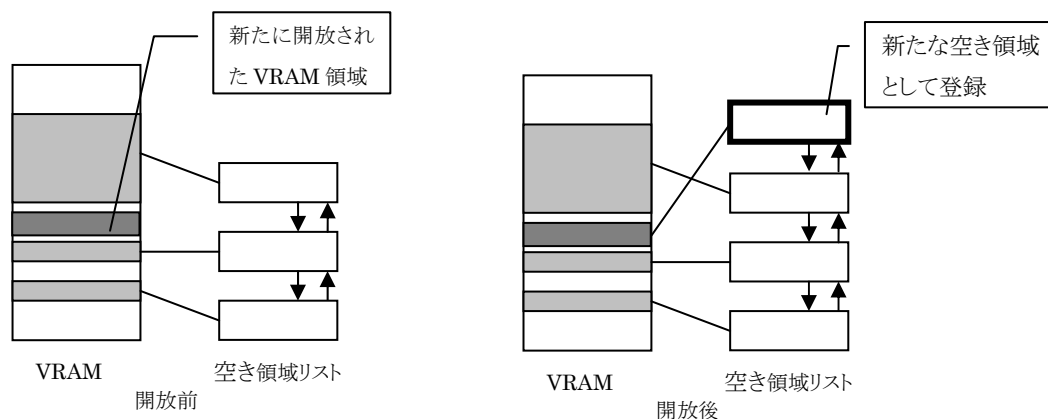 新たに開放され
た VRAM 領域
VRAM
空き領域リスト
開放前
新たな空き領域
として登録
VRAM
空き領域リスト
開放後